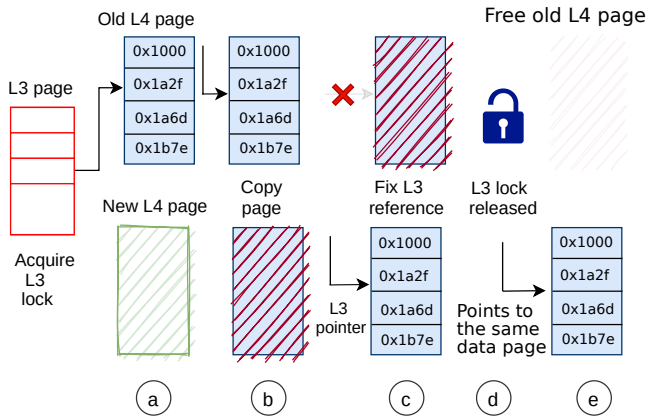 Old L4 page
Free old L4 page
0x1000
0x1a2f
0x1a6d
0x1b7e
0x1000
0x1a2f
0x1a6d
0x1b7e
L3 page
Acquire
L3
lock
New L4 page
Copy
page
Fix L3
reference
L3 lock
released
L3
pointer
0x1000
0x1a2f
0x1a6d
0x1b7e
Points to
the same
data page
0x1000
0x1a2f
0x1a6d
0x1b7e
a
b
c
d
e